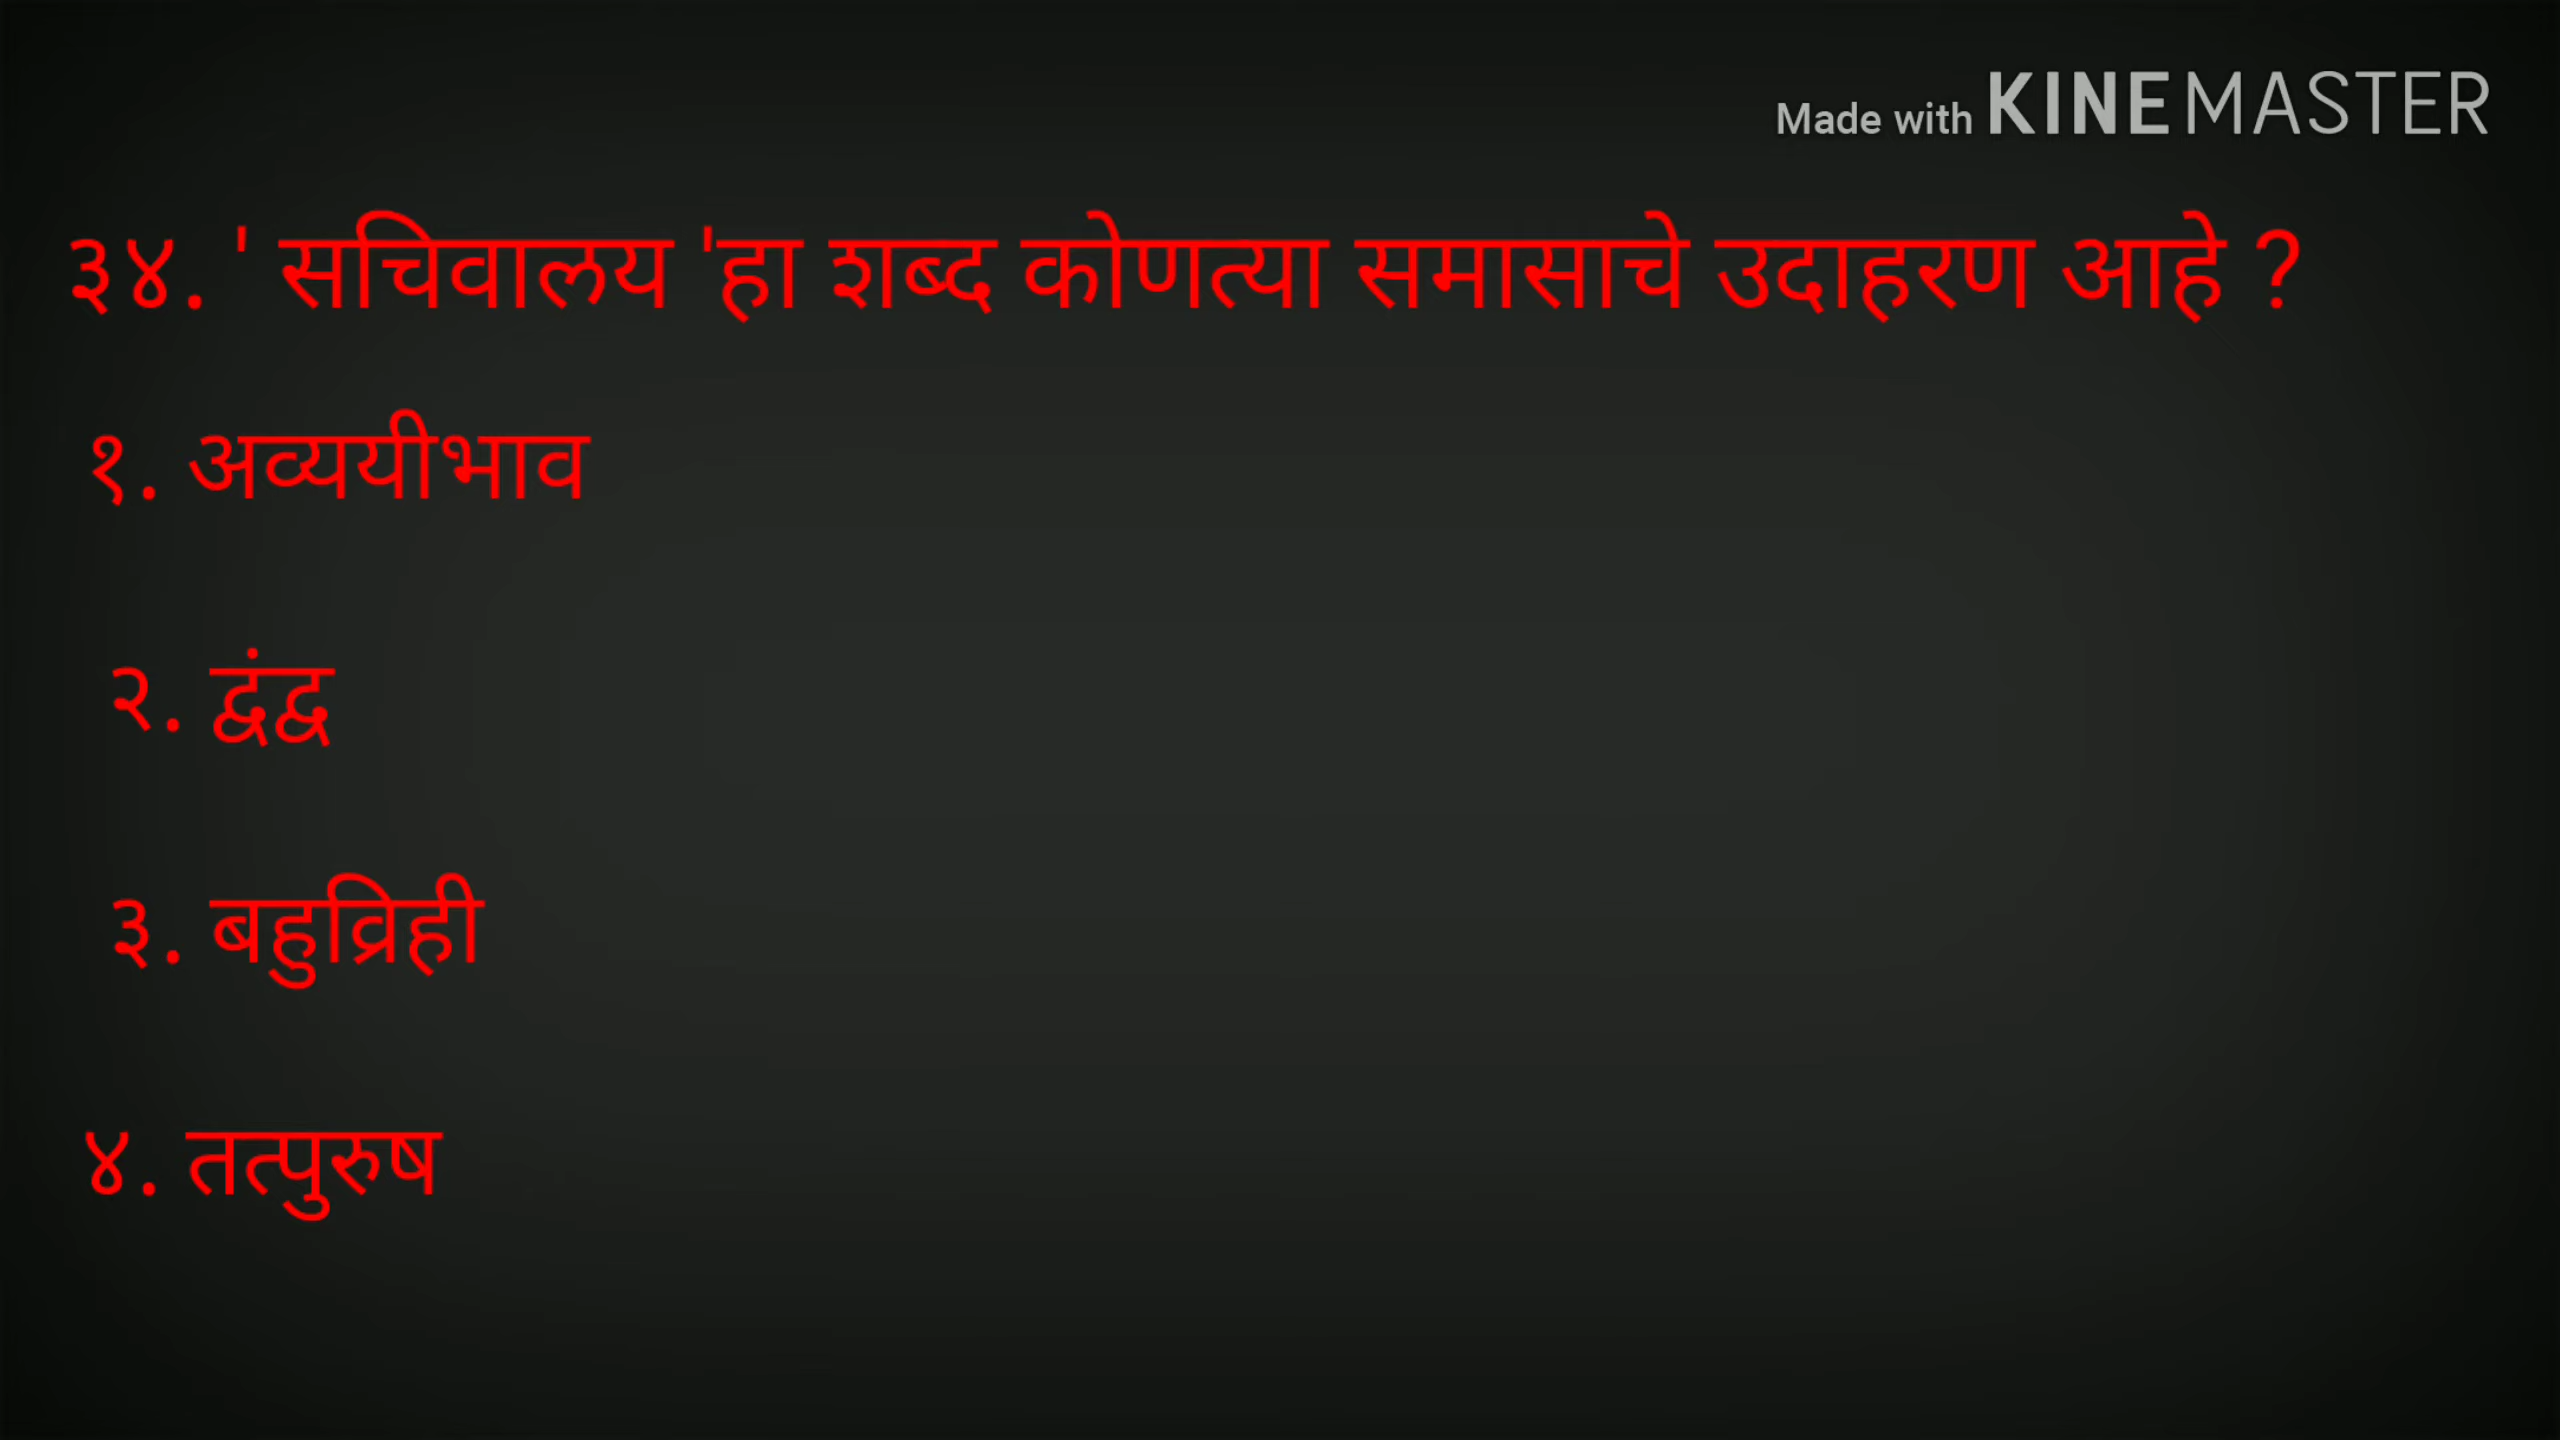 Made with KINEMASTER
३४. ' सचिवालय 'हा शब्द कोणत्या समासाचे उदाहरण आहे ?
१. अव्ययीभाव
२. द्वंद्व
३. बहुव्रिही
४. तत्पुरुष